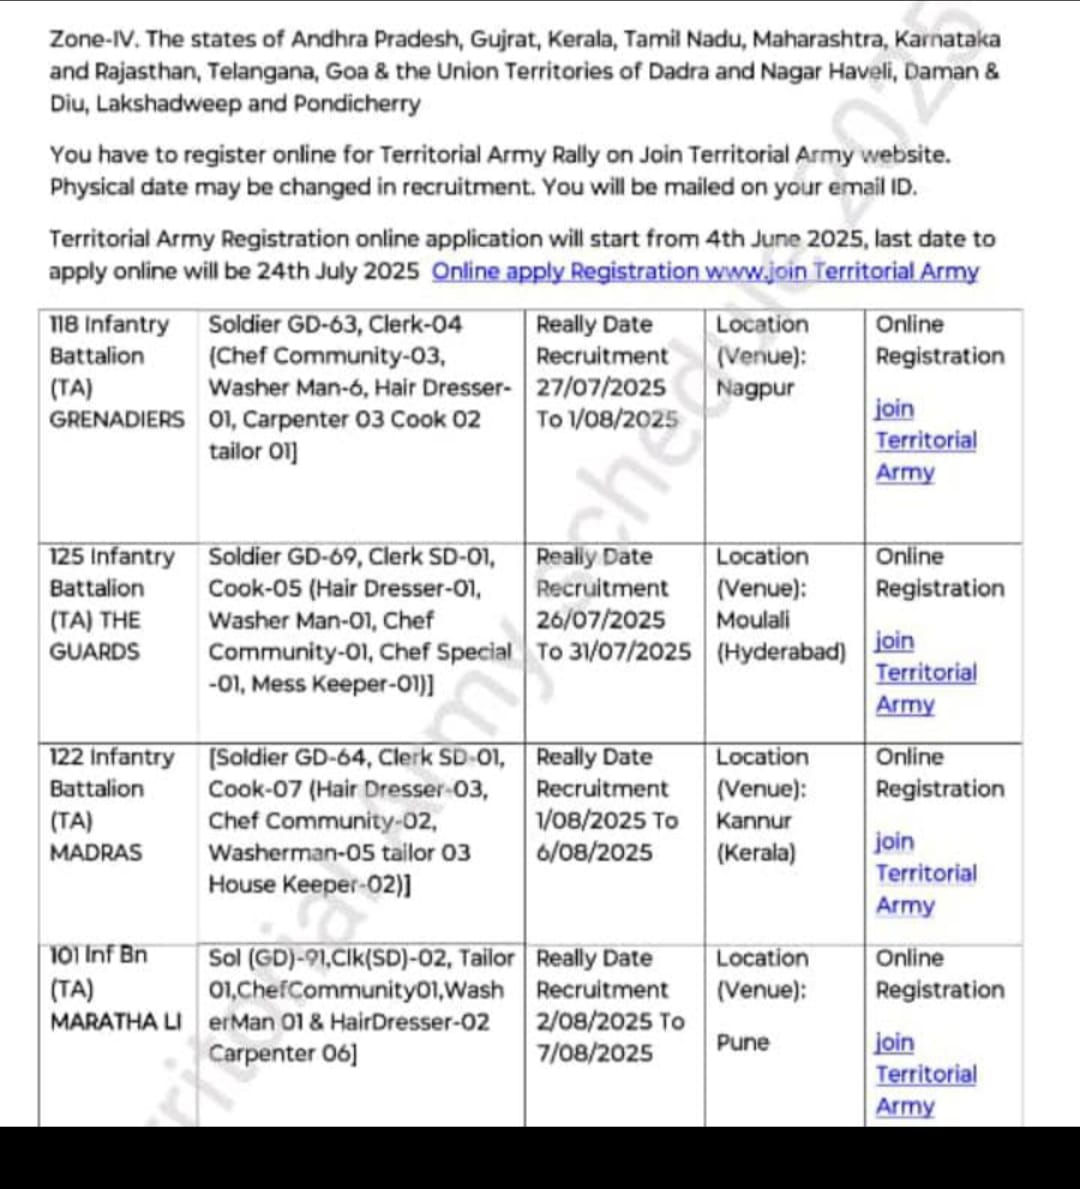 Zone-IV. The states of Andhra Pradesh, Gujrat, Kerala, Tamil Nadu, Maharashtra, Karnataka
and Rajasthan, Telangana, Goa & the Union Territories of Dadra and Nagar Haveli, Daman &
Diu, Lakshadweep and Pondicherry
You have to register online for Territorial Army Rally on Join Territorial Army website.
Physical date may be changed in recruitment. You will be mailed on your email ID.
Territorial Army Registration online application will start from 4th June 2025, last date to
apply online will be 24th July 2025 Online apply Registration www.join Territorial Army
118 Infantry
Battalion
(TA)
GRENADIERS
Soldier GD-63, Clerk-04
(Chef Community-03,
Washer Man-6, Hair Dresser-
01, Carpenter 03 Cook 02
tailor 01]
Really Date
Recruitment
27/07/2025
To 1/08/2025
Location
(Venue):
Nagpur
Online
Registration
join
Territorial
Army
125 Infantry
Battalion
(TA) THE
GUARDS
Soldier GD-69, Clerk SD-01,
Cook-05 (Hair Dresser-01,
Washer Man-01, Chef
Community-01, Chef Special
-01, Mess Keeper-01)]
Really Date
Recruitment
26/07/2025
To 31/07/2025
Location
(Venue):
Moulali
(Hyderabad)
Online
Registration
join
Territorial
Army
122 Infantry
Battalion
(TA)
MADRAS
[Soldier GD-64, Clerk SD-01,
Cook-07 (Hair Dresser-03,
Chef Community-02,
Washerman-05 tailor 03
House Keeper-02)]
Really Date
Recruitment
1/08/2025 To
6/08/2025
Location
(Venue):
Kannur
(Kerala)
Online
Registration
join
Territorial
Army
101 Inf Bn
(TA)
MARATHA LI
Sol (GD)-91,Clk(SD)-02, Tailor
01,ChefCommunity01,Wash
erMan 01 & HairDresser-02
Carpenter 06]
Really Date
Recruitment
2/08/2025 To
7/08/2025
Location
(Venue):
Pune
Online
Registration
join
Territorial
Army
rritorial Army schedule 2025